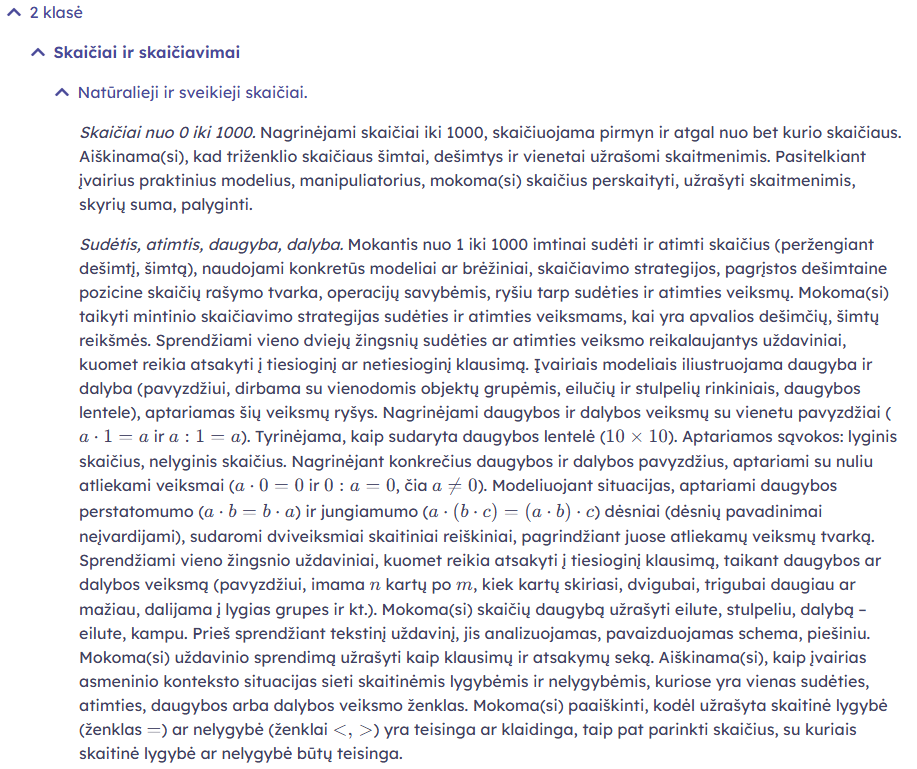 2 klasė
Skaičiai ir skaičiavimai
Natūralieji ir sveikieji skaičiai.
Skaičiai nuo 0 iki 1000. Nagrinėjami skaičiai iki 1000, skaičiuojama pirmyn ir atgal nuo bet kurio skaičiaus.
Aiškinama(si), kad triženklio skaičiaus šimtai, dešimtys ir vienetai užrašomi skaitmenimis. Pasitelkiant
įvairius praktinius modelius, manipuliatorius, mokoma(si) skaičius perskaityti, užrašyti skaitmenimis,
skyrių suma, palyginti.
Sudėtis, atimtis, daugyba, dalyba. Mokantis nuo 1 iki 1000 imtinai sudėti ir atimti skaičius (peržengiant
dešimtį, šimtą), naudojami konkretūs modeliai ar brėžiniai, skaičiavimo strategijos, pagrįstos dešimtaine
pozicine skaičių rašymo tvarka, operacijų savybėmis, ryšiu tarp sudėties ir atimties veiksmų. Mokoma(si)
taikyti mintinio skaičiavimo strategijas sudėties ir atimties veiksmams, kai yra apvalios dešimčių, šimtų
reikšmės. Sprendžiami vieno dviejų žingsnių sudėties ar atimties veiksmo reikalaujantys uždaviniai,
kuomet reikia atsakyti į tiesioginį ar netiesioginį klausimą. Įvairiais modeliais iliustruojama daugyba ir
dalyba (pavyzdžiui, dirbama su vienodomis objektų grupėmis, eilučių ir stulpelių rinkiniais, daugybos
lentele), aptariamas šių veiksmų ryšys. Nagrinėjami daugybos ir dalybos veiksmų su vienetu pavyzdžiai (
a · 1 = a ir a : 1 = a). Tyrinėjama, kaip sudaryta daugybos lentelė (10 × 10). Aptariamos sąvokos: lyginis
skaičius, nelyginis skaičius. Nagrinėjant konkrečius daugybos ir dalybos pavyzdžius, aptariami su nuliu
atliekami veiksmai (a · 0 = 0 ir 0 : a = 0, čia a ≠ 0). Modeliuojant situacijas, aptariami daugybos
perstatomumo (a · b = b · a) ir jungiamumo (a · (b · c) = (a · b) · c) dėsniai (dėsnių pavadinimai
neįvardijami), sudaromi dviveiksmiai skaitiniai reiškiniai, pagrindžiant juose atliekamų veiksmų tvarką.
Sprendžiami vieno žingsnio uždaviniai, kuomet reikia atsakyti į tiesioginį klausimą, taikant daugybos ar
dalybos veiksmą (pavyzdžiui, imama n kartų po m, kiek kartų skiriasi, dvigubai, trigubai daugiau ar
mažiau, dalijama į lygias grupes ir kt.). Mokoma(si) skaičių daugybą užrašyti eilute, stulpeliu, dalybą –
eilute, kampu. Prieš sprendžiant tekstinį uždavinį, jis analizuojamas, pavaizduojamas schema, piešiniu.
Mokoma(si) uždavinio sprendimą užrašyti kaip klausimų ir atsakymų seką. Aiškinama(si), kaip įvairias
asmeninio konteksto situacijas sieti skaitinėmis lygybėmis ir nelygybėmis, kuriose yra vienas sudėties,
atimties, daugybos arba dalybos veiksmo ženklas. Mokoma(si) paaiškinti, kodėl užrašyta skaitinė lygybė
(ženklas =) ar nelygybė (ženklai <, >) yra teisinga ar klaidinga, taip pat parinkti skaičius, su kuriais
skaitinė lygybė ar nelygybė būtų teisinga.